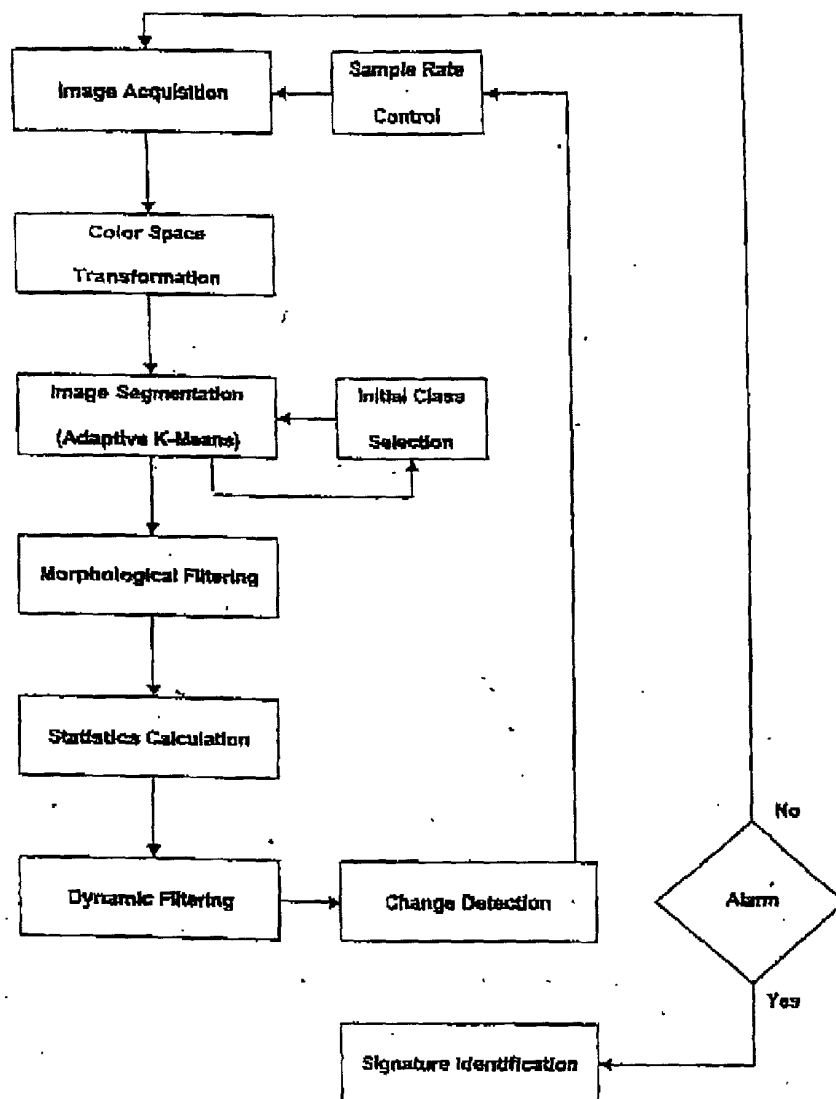 Image Acquisition
Sample Rate
Control
Color Space
Transformation
Image Segmentation
(Adaptive K-Means)
Initial Class
Selection
Morphological Filtering
Statistics Calculation
Dynamic Filtering
Change Detection
No
Alarm
Yes
Signature Identification